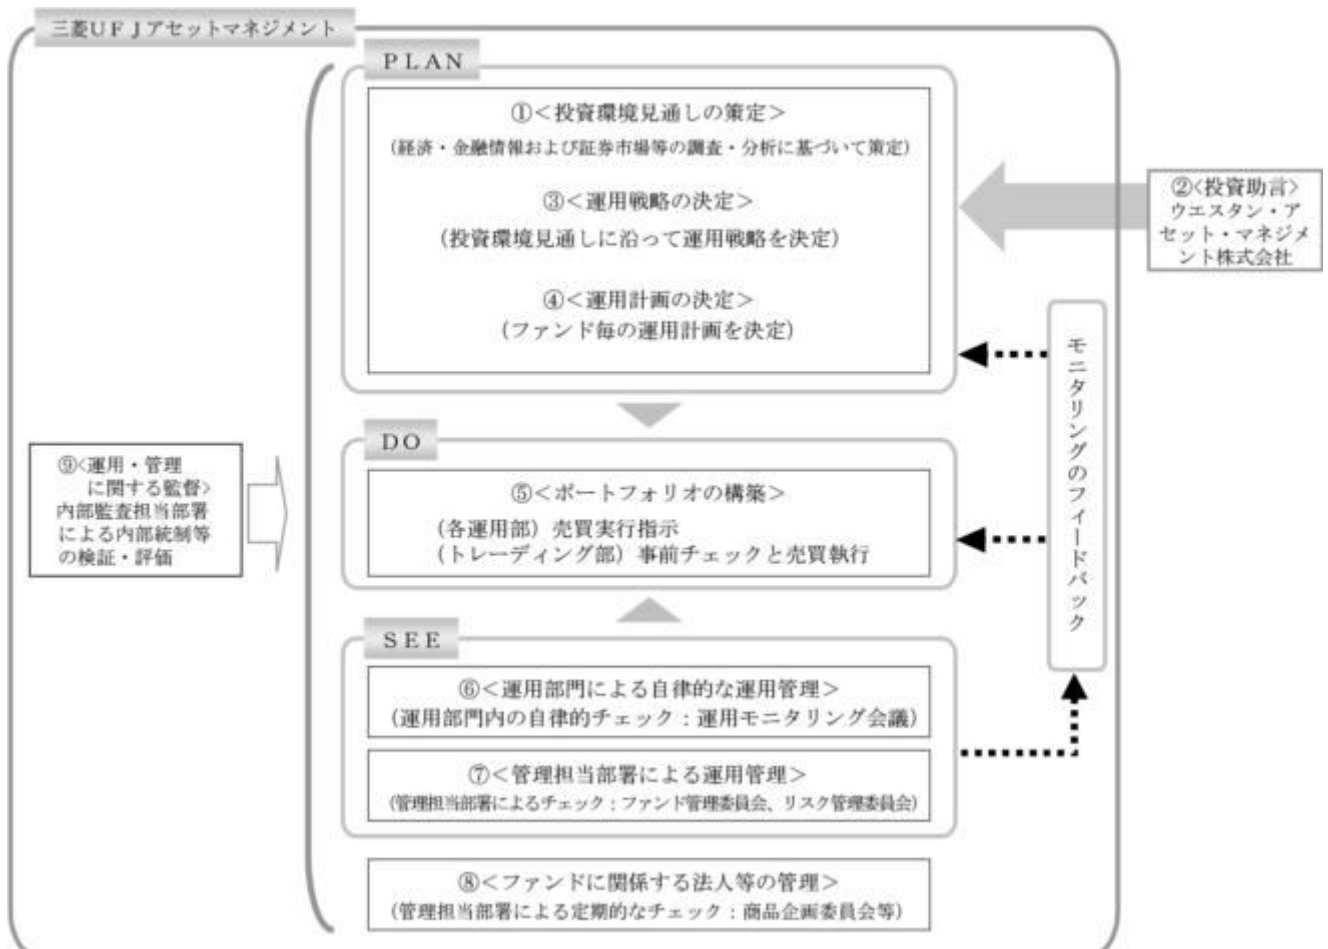 三菱UFJアセットマネジメント
PLAN
①<投資環境見通しの策定>
(経済・金融情報および証券市場等の調査・分析に基づいて策定)
③<運用戦略の決定>
(投資環境見通しに沿って運用戦略を決定)
④<運用計画の決定>
(ファンド毎の運用計画を決定)
②<投資助言>
ウエスタン・ア
セット・マネジメ
ント株式会社
モニタリングのフィードバック
DO
⑤<ポートフォリオの構築>
(各運用部)売買実行指示
(トレーディング部)事前チェックと売買執行
⑨<運用・管理
に関する監督>
内部監査担当部署
による内部統制等
の検証・評価
SEE
⑥<運用部門による自律的な運用管理>
(運用部門内の自律的チェック:運用モニタリング会議)
⑦<管理担当部署による運用管理>
(管理担当部署によるチェック:ファンド管理委員会、リスク管理委員会)
⑧<ファンドに関係する法人等の管理>
(管理担当部署による定期的なチェック:商品企画委員会等)